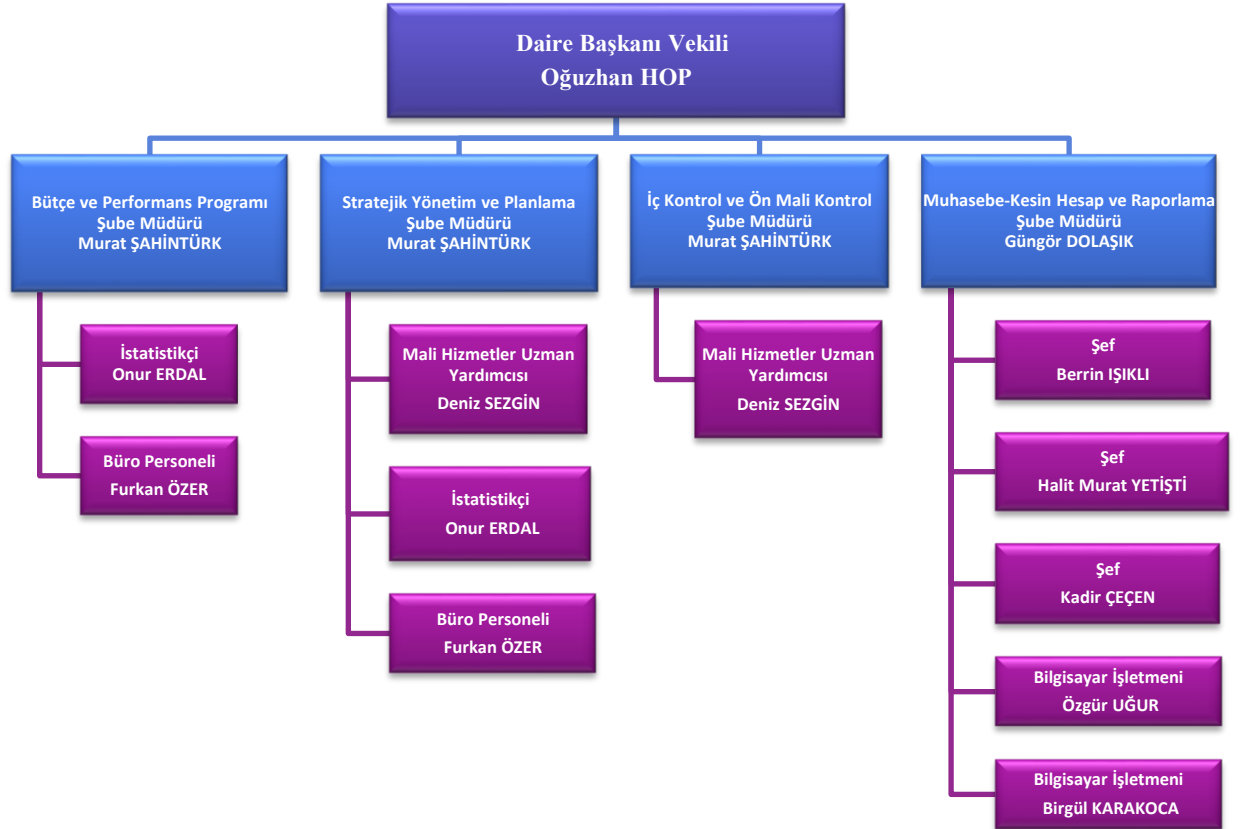 Daire Başkanı Vekili
Oğuzhan HOP
Bütçe ve Performans Programı
Şube Müdürü
Murat ŞAHİNTÜRK
İstatistikçi
Onur ERDAL
Büro Personeli
Furkan ÖZER
Stratejik Yönetim ve Planlama
Şube Müdürü
Murat ŞAHİNTÜRK
Mali Hizmetler Uzman
Yardımcısı
Deniz SEZGİN
İstatistikçi
Onur ERDAL
Büro Personeli
Furkan ÖZER
İç Kontrol ve Ön Mali Kontrol
Şube Müdürü
Murat ŞAHİNTÜRK
Mali Hizmetler Uzman
Yardımcısı
Deniz SEZGİN
Muhasebe-Kesin Hesap ve Raporlama
Şube Müdürü
Güngör DOLAŞIK
Şef
Berrin IŞIKLI
Şef
Halit Murat YETİŞTİ
Şef
Kadir ÇEÇEN
Bilgisayar İşletmeni
Özgür UĞUR
Bilgisayar İşletmeni
Birgül KARAKOCA